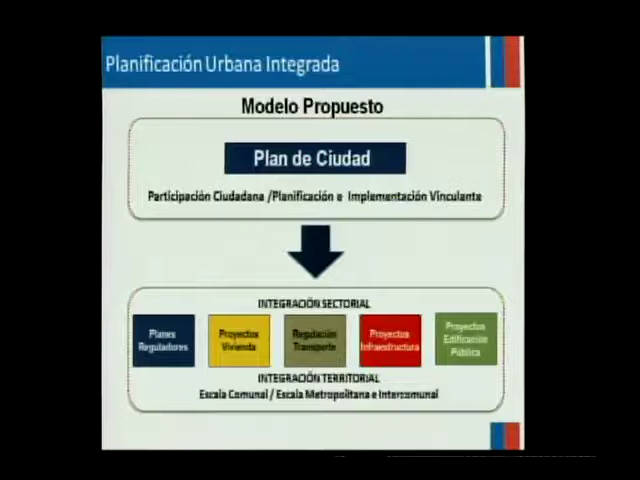 Planificación Urbana Integrada
Modelo Propuesto
Plan de Ciudad
Participación Ciudadana /Planificación e Implementación Vinculante
INTEGRACIÓN SECTORIAL
Planes
Reguladores
Proyectos
Vivienda
Regulación
Transporte
Proyectos
Infraestructura
Proyectos
Edificación
Pública
INTEGRACIÓN TERRITORIAL
Escala Comunal / Escala Metropolitana e Intercomunal